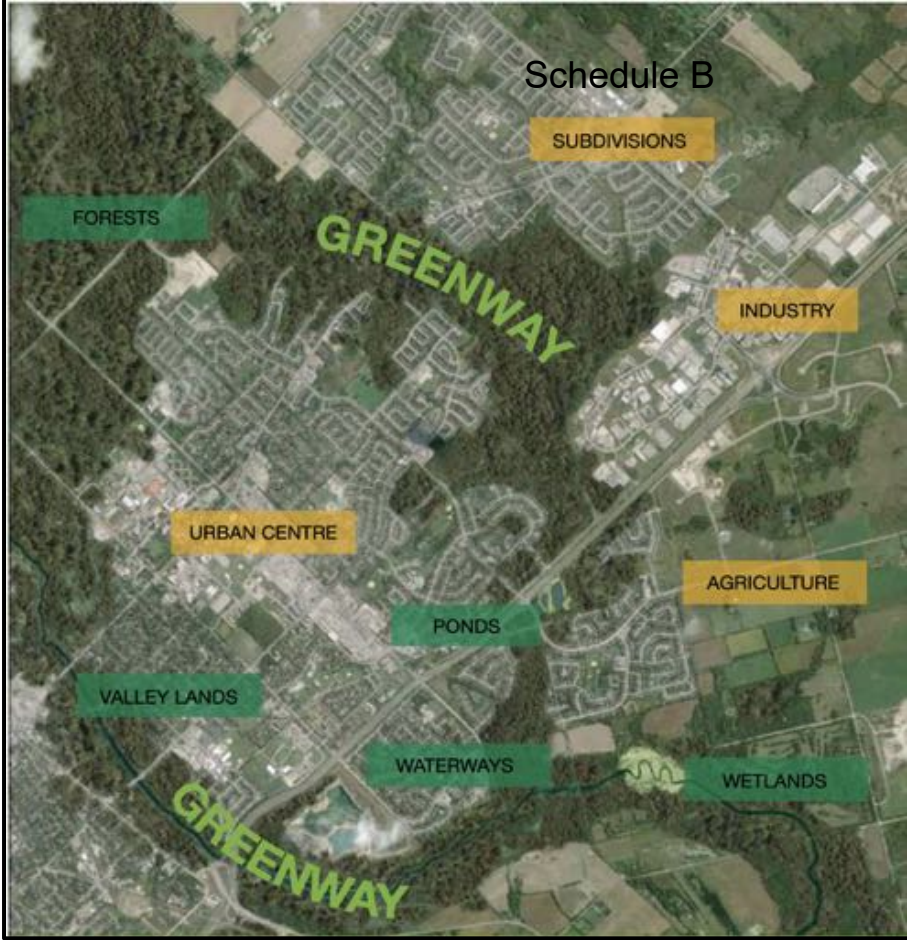 Schedule B
SUBDIVISIONS
FORESTS
GREENWAY
INDUSTRY
URBAN CENTRE
AGRICULTURE
PONDS
VALLEY LANDS
WATERWAYS
WETLANDS
GREENWAY